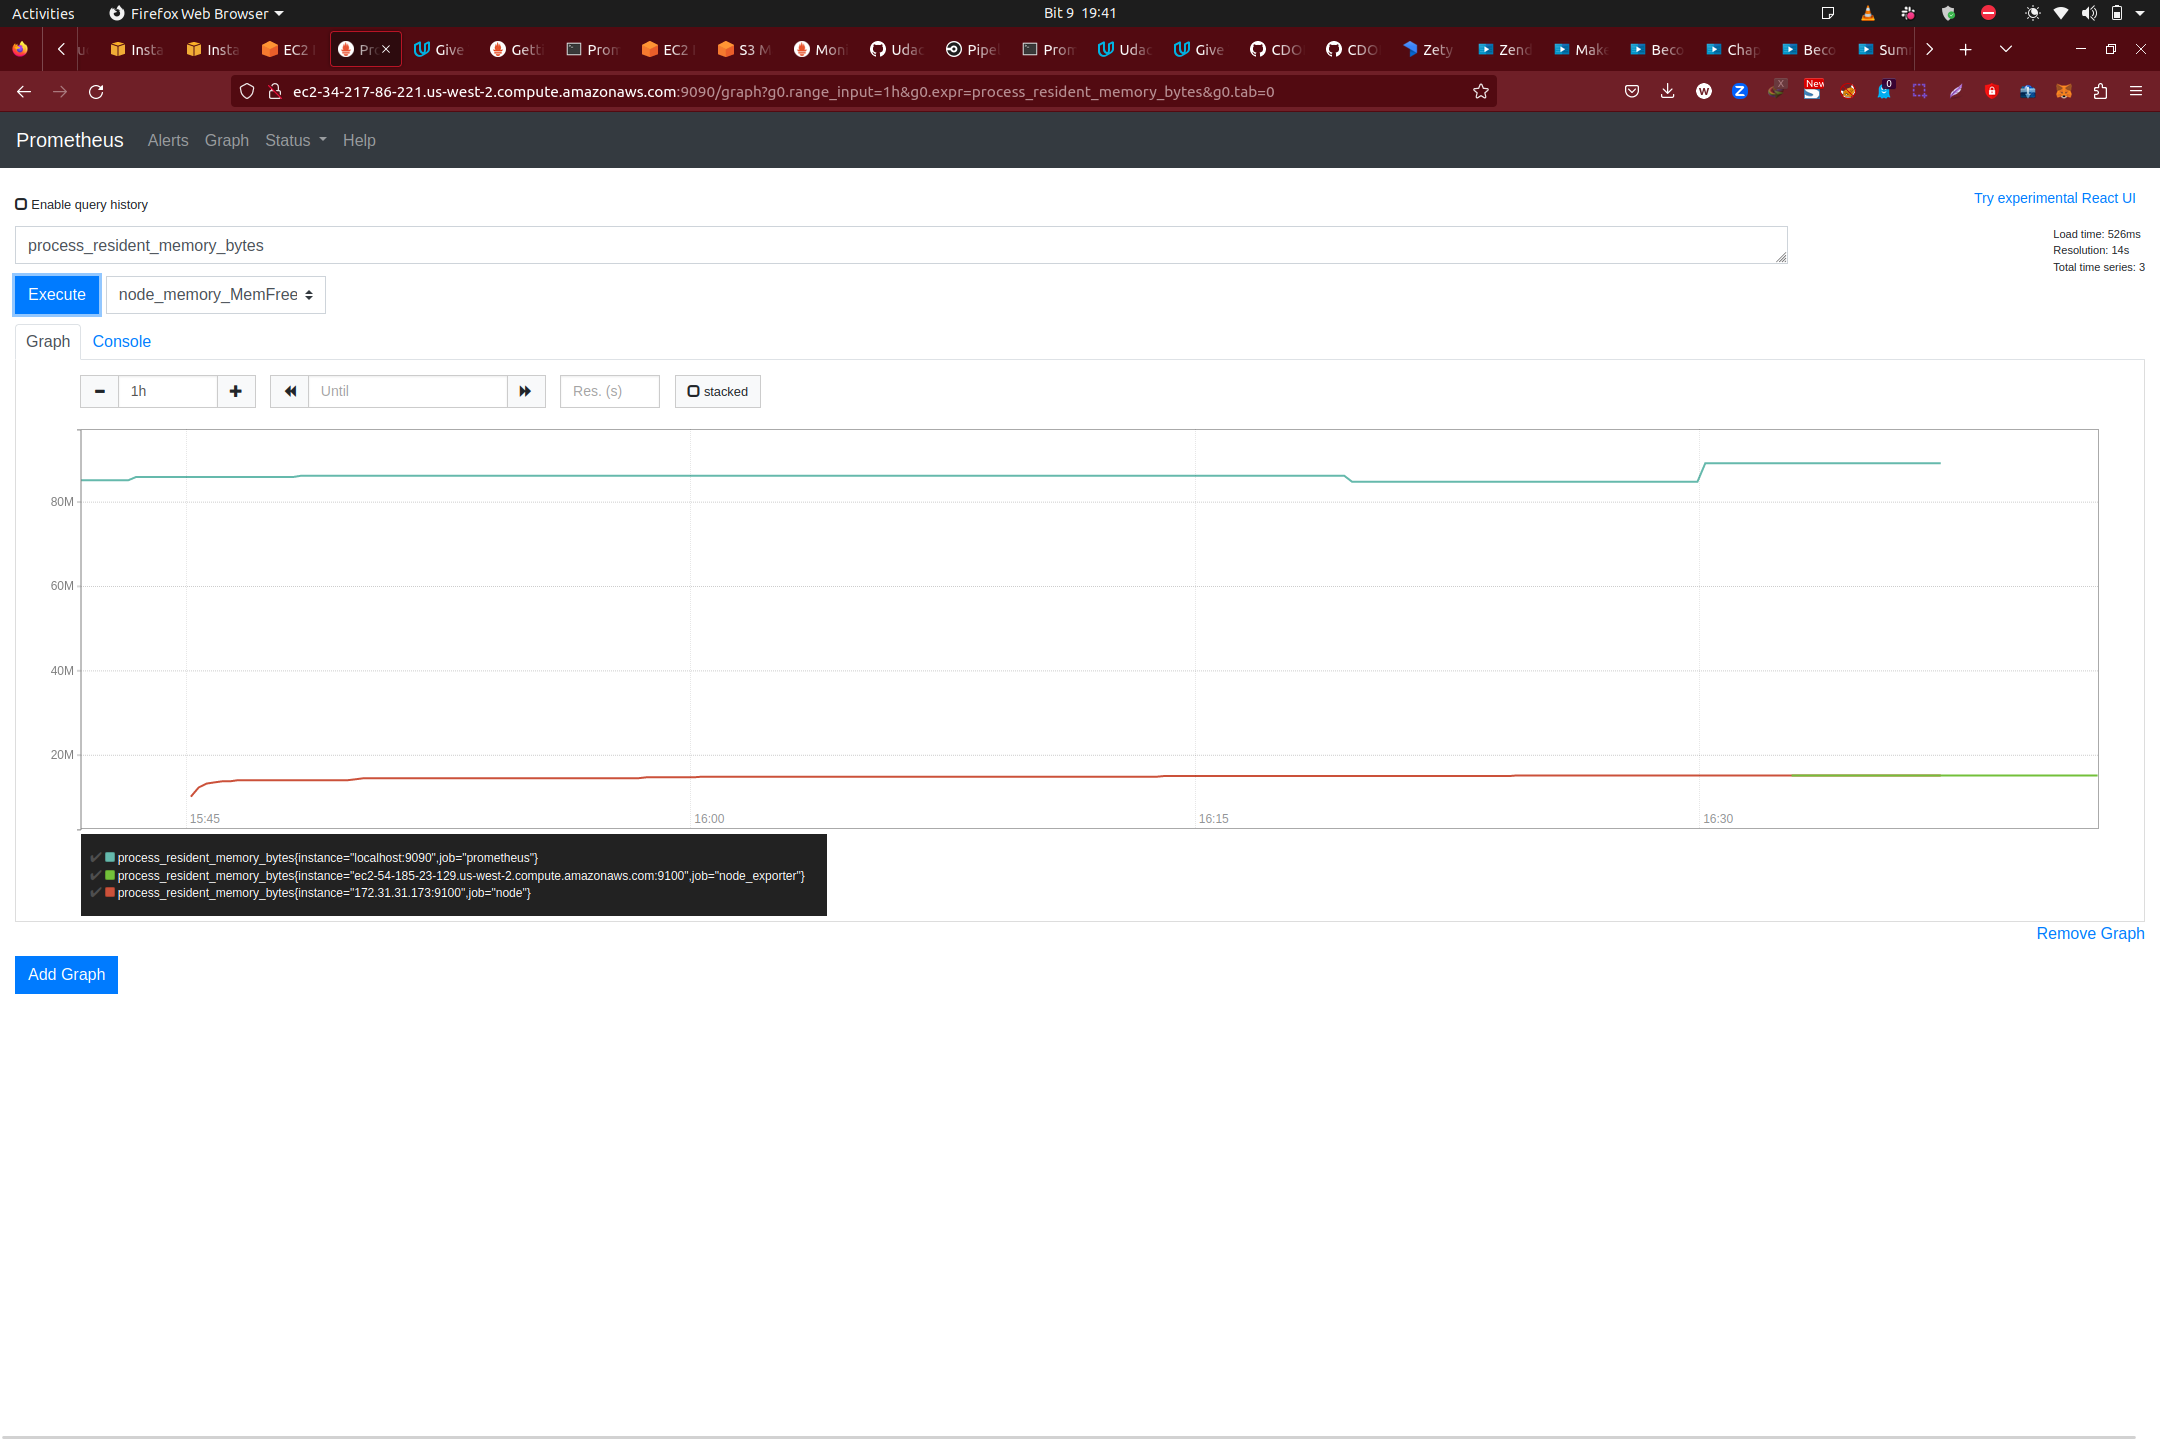 Activities Firefox Web Browser Bit 9 19:41
Insta Insta EC2 Pro Give Getti Prom EC2 S3 M Moni Udac Pipel Prom Udac Give CDO CDO Zety Zend Make Beco Chap Beco Sumr
ec2-34-217-86-221.us-west-2.compute.amazonaws.com:9090/graph?g0.range_input=1h&g0.expr=process_resident_memory_bytes&g0.tab=0
New 0
Prometheus Alerts Graph Status Help
Enable query history
Try experimental React UI
process_resident_memory_bytes
Load time: 526ms
Resolution: 14s
Total time series: 3
Execute node_memory_MemFree
Graph Console
1h Until Res. (s) stacked
80M
60M
40M
20M
15:45 16:00 16:15 16:30
process_resident_memory_bytes{instance="localhost:9090",job="prometheus"}
process_resident_memory_bytes{instance="ec2-54-185-23-129.us-west-2.compute.amazonaws.com:9100",job="node_exporter"}
process_resident_memory_bytes{instance="172.31.31.173:9100",job="node"}
Remove Graph
Add Graph